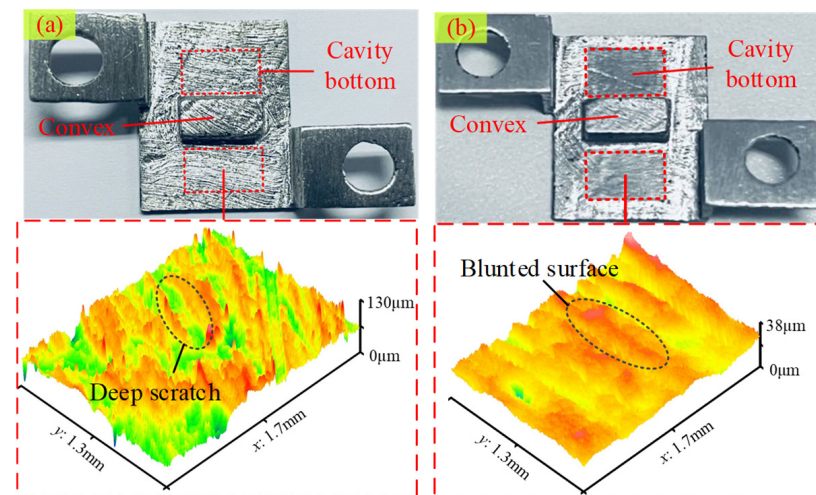 (a)
Cavity
bottom
Convex
130μm
0μm
Deep scratch
y: 1.3mm
x: 1.7mm
(b)
Cavity
bottom
Convex
Blunted surface
38μm
0μm
y: 1.3mm
x: 1.7mm